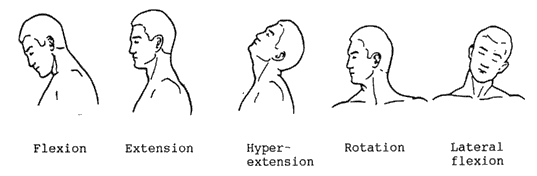 Flexion
Extension
Hyper-
extension
Rotation
Lateral
flexion